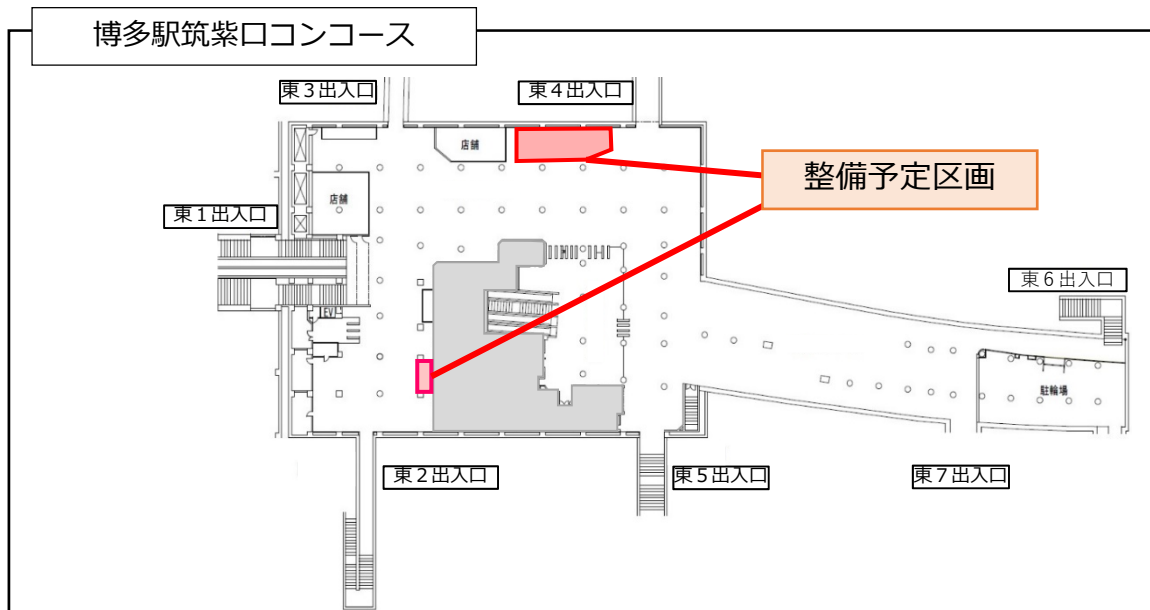 博多駅筑紫口コンコース
東３出入口
東４出入口
店舗
整備予定区画
店舗
東１出入口
東６出入口
EV
駐輪場
東２出入口
東５出入口
東７出入口